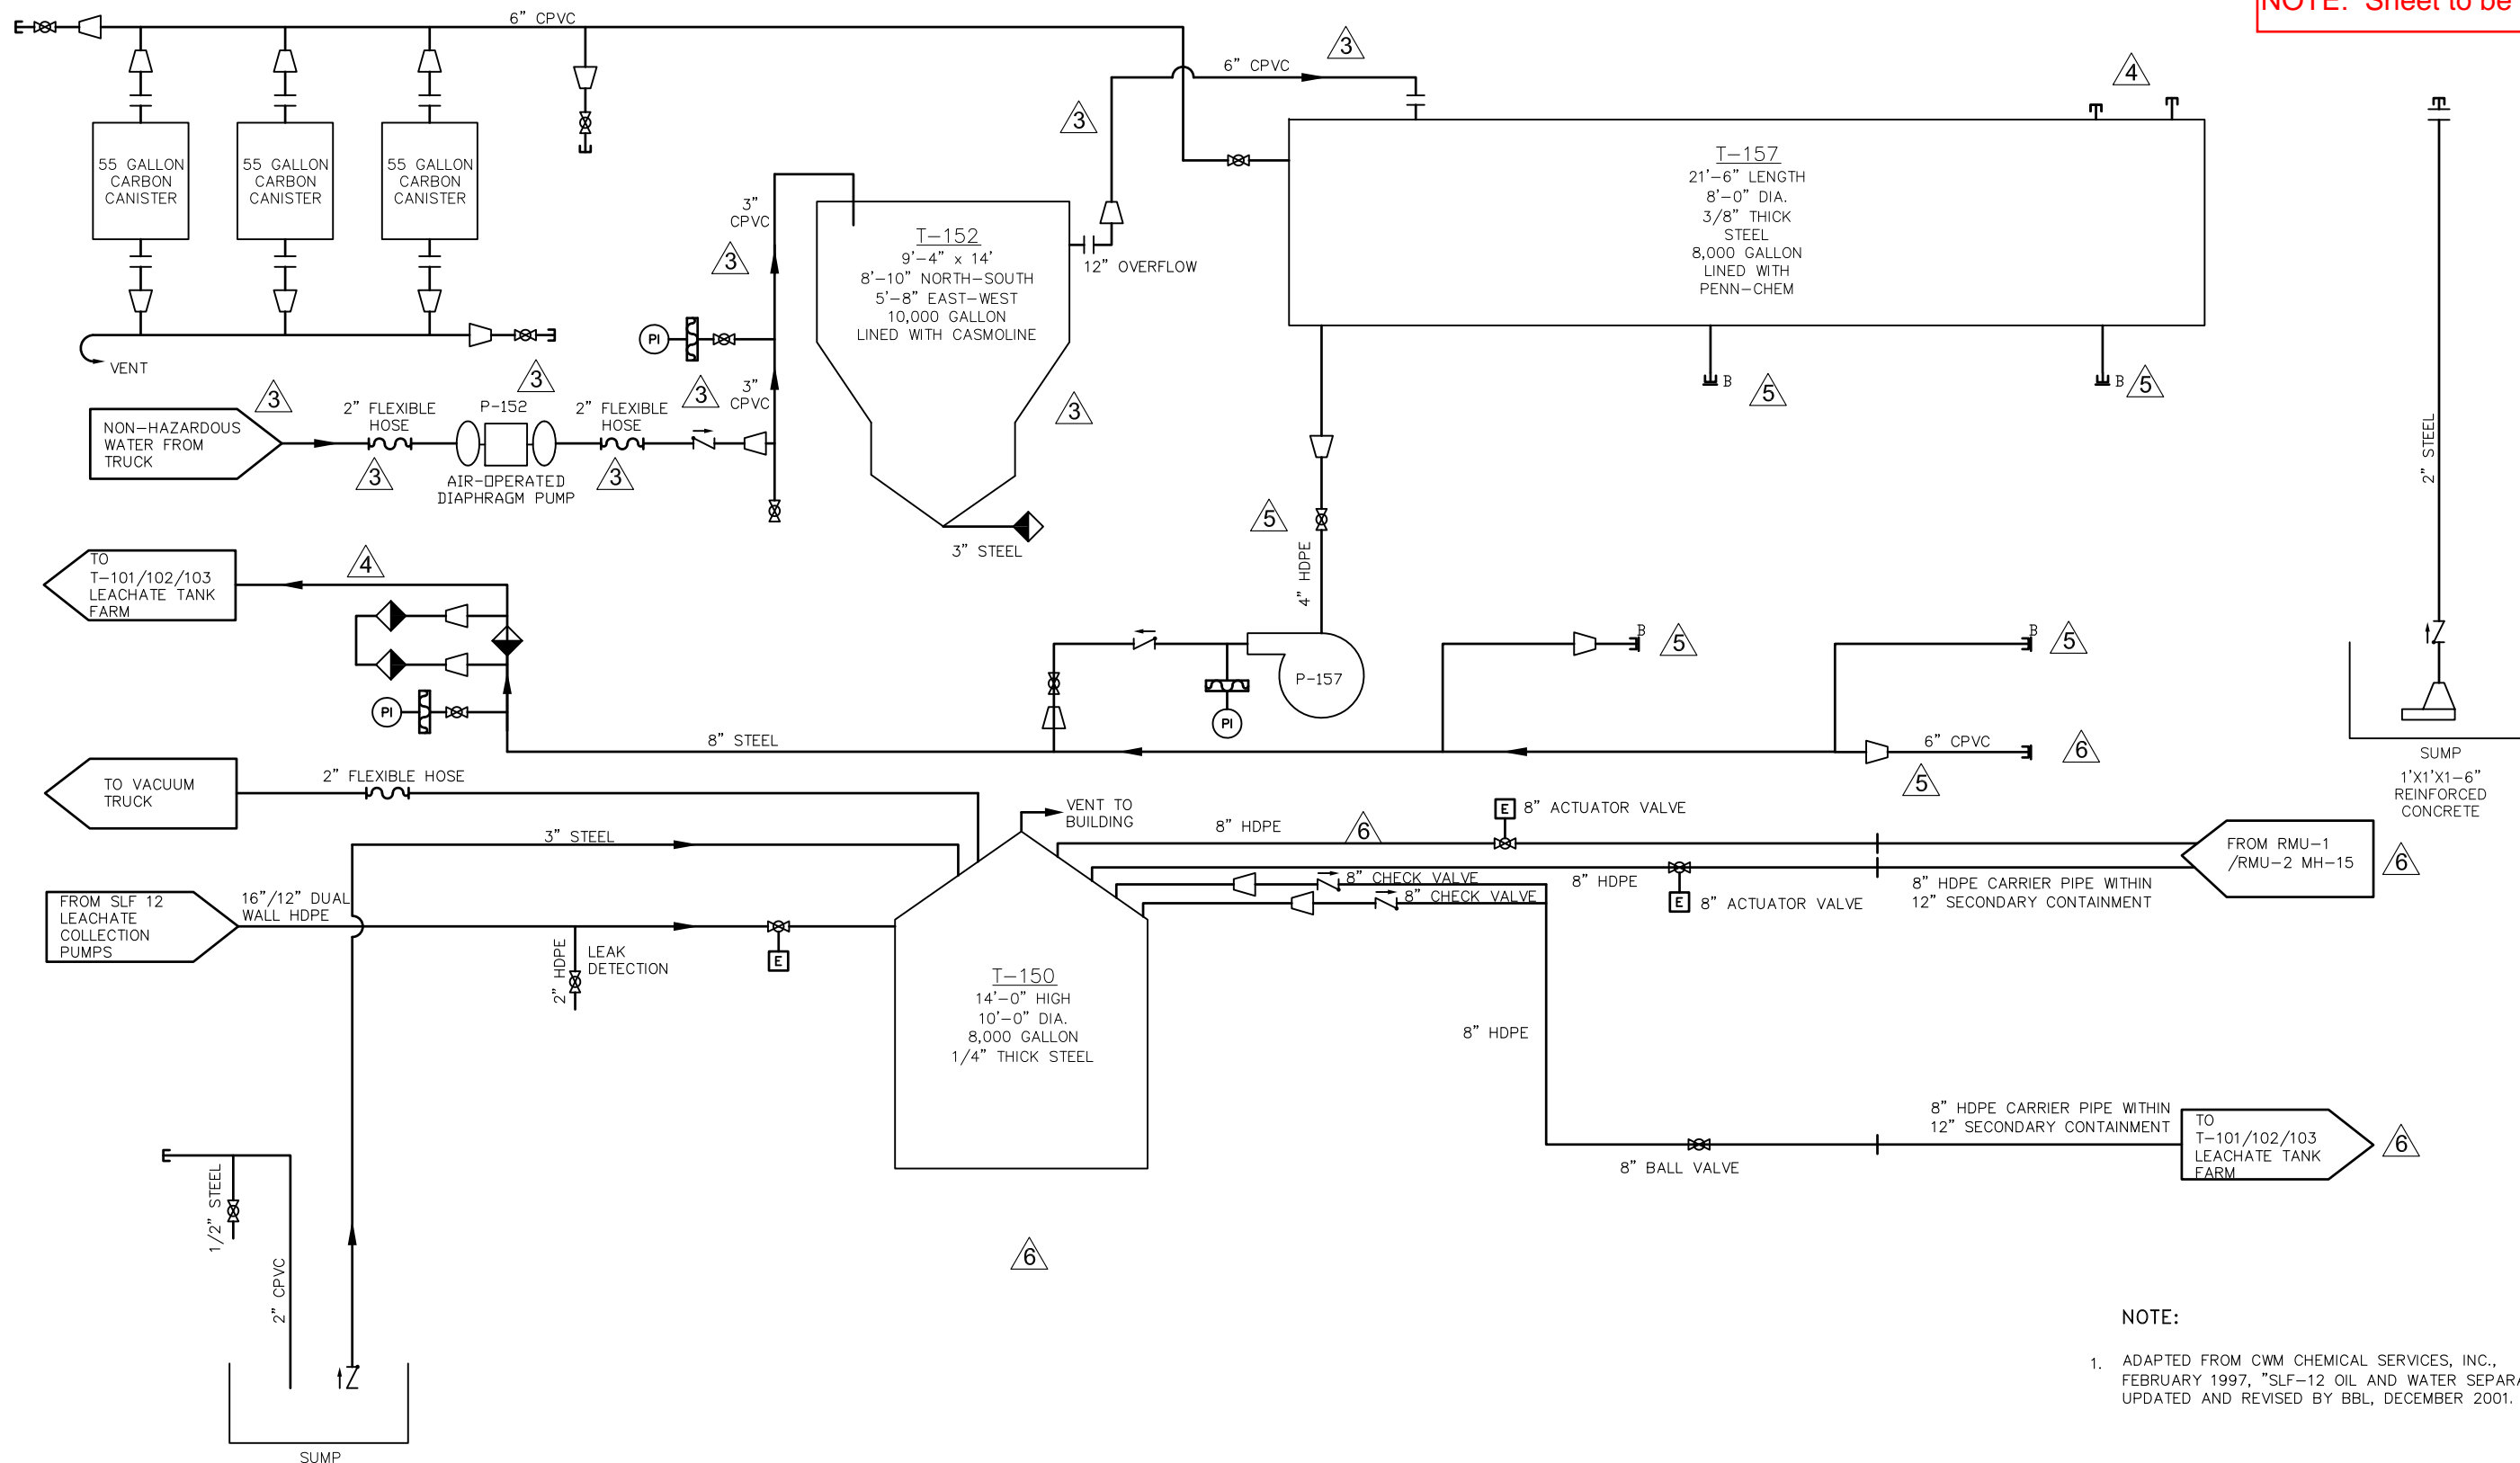 NOTE: Sheet to be
6" CPVC
3
6" CPVC
4
3
55 GALLON
CARBON
CANISTER
55 GALLON
CARBON
CANISTER
55 GALLON
CARBON
CANISTER
T-157
21'-6" LENGTH
8'-0" DIA.
3/8" THICK
STEEL
8,000 GALLON
LINED WITH
PENN-CHEM
3"
CPVC
3
T-152
9'-4" x 14'
8'-10" NORTH-SOUTH
5'-8" EAST-WEST
10,000 GALLON
LINED WITH CASMOLINE
12" OVERFLOW
PI
VENT
3
3
3
3"
CPVC
3
B
5
B
5
NON-HAZARDOUS
WATER FROM
TRUCK
2" FLEXIBLE
HOSE
3
P-152
AIR-OPERATED
DIAPHRAGM PUMP
2" FLEXIBLE
HOSE
3
2" STEEL
5
4" HDPE
3" STEEL
TO
T-101/102/103
LEACHATE TANK
FARM
4
B
5
B
5
P-157
PI
PI
8" STEEL
6" CPVC
6
5
SUMP
1'X1'X1-6"
REINFORCED
CONCRETE
TO VACUUM
TRUCK
2" FLEXIBLE HOSE
VENT TO
BUILDING
8" HDPE
6
E
8" ACTUATOR VALVE
3" STEEL
FROM RMU-1
/RMU-2 MH-15
6
8" CHECK VALVE
8" CHECK VALVE
8" HDPE
E
8" ACTUATOR VALVE
8" HDPE CARRIER PIPE WITHIN
12" SECONDARY CONTAINMENT
FROM SLF 12
LEACHATE
COLLECTION
PUMPS
16"/12" DUAL
WALL HDPE
2" HDPE
LEAK
DETECTION
E
T-150
14'-0" HIGH
10'-0" DIA.
8,000 GALLON
1/4" THICK STEEL
8" HDPE
8" HDPE CARRIER PIPE WITHIN
12" SECONDARY CONTAINMENT
8" BALL VALVE
TO
T-101/102/103
LEACHATE TANK
FARM
6
1/2" STEEL
2" CPVC
6
SUMP
NOTE:
1. ADAPTED FROM CWM CHEMICAL SERVICES, INC.,
FEBRUARY 1997, "SLF-12 OIL AND WATER SEPARA
UPDATED AND REVISED BY BBL, DECEMBER 2001.